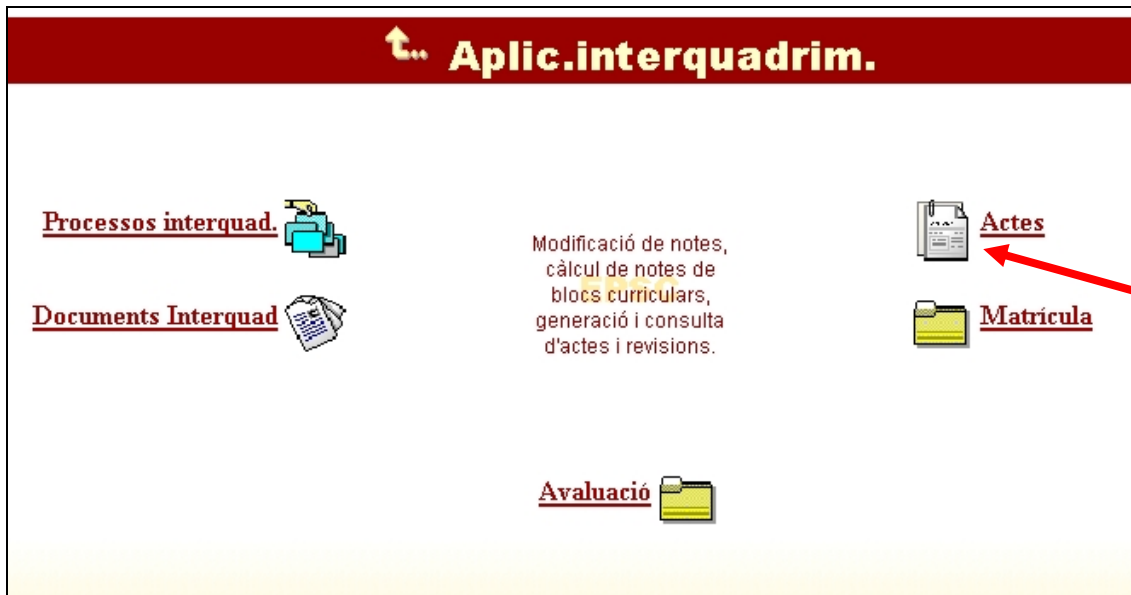 Aplic.interquadrim.
Processos interquad.
Actes
Modificació de notes,
càlcul de notes de
blocs curriculars,
generació i consulta
d'actes i revisions.
EPSC
Documents Interquad
Matrícula
Avaluació